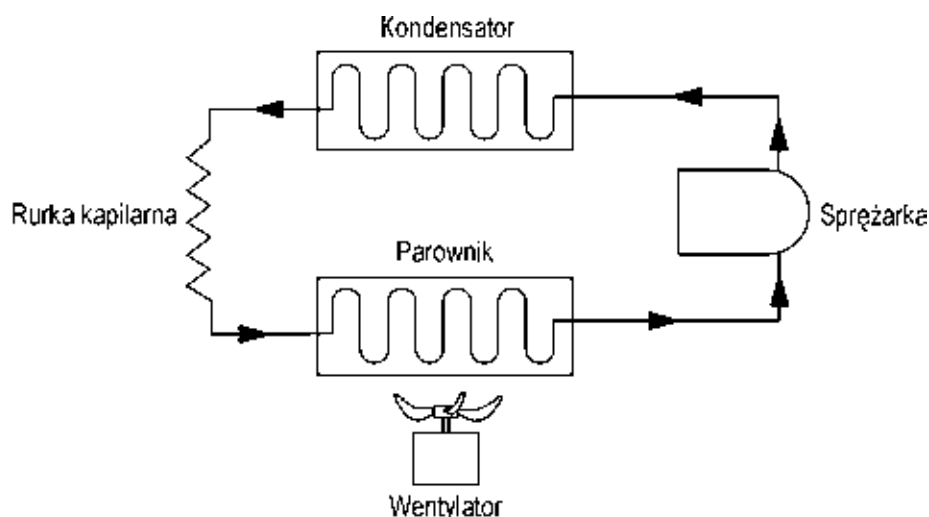 Kondensator
Rurka kapilarna
Sprężarka
Parownik
Wentylator